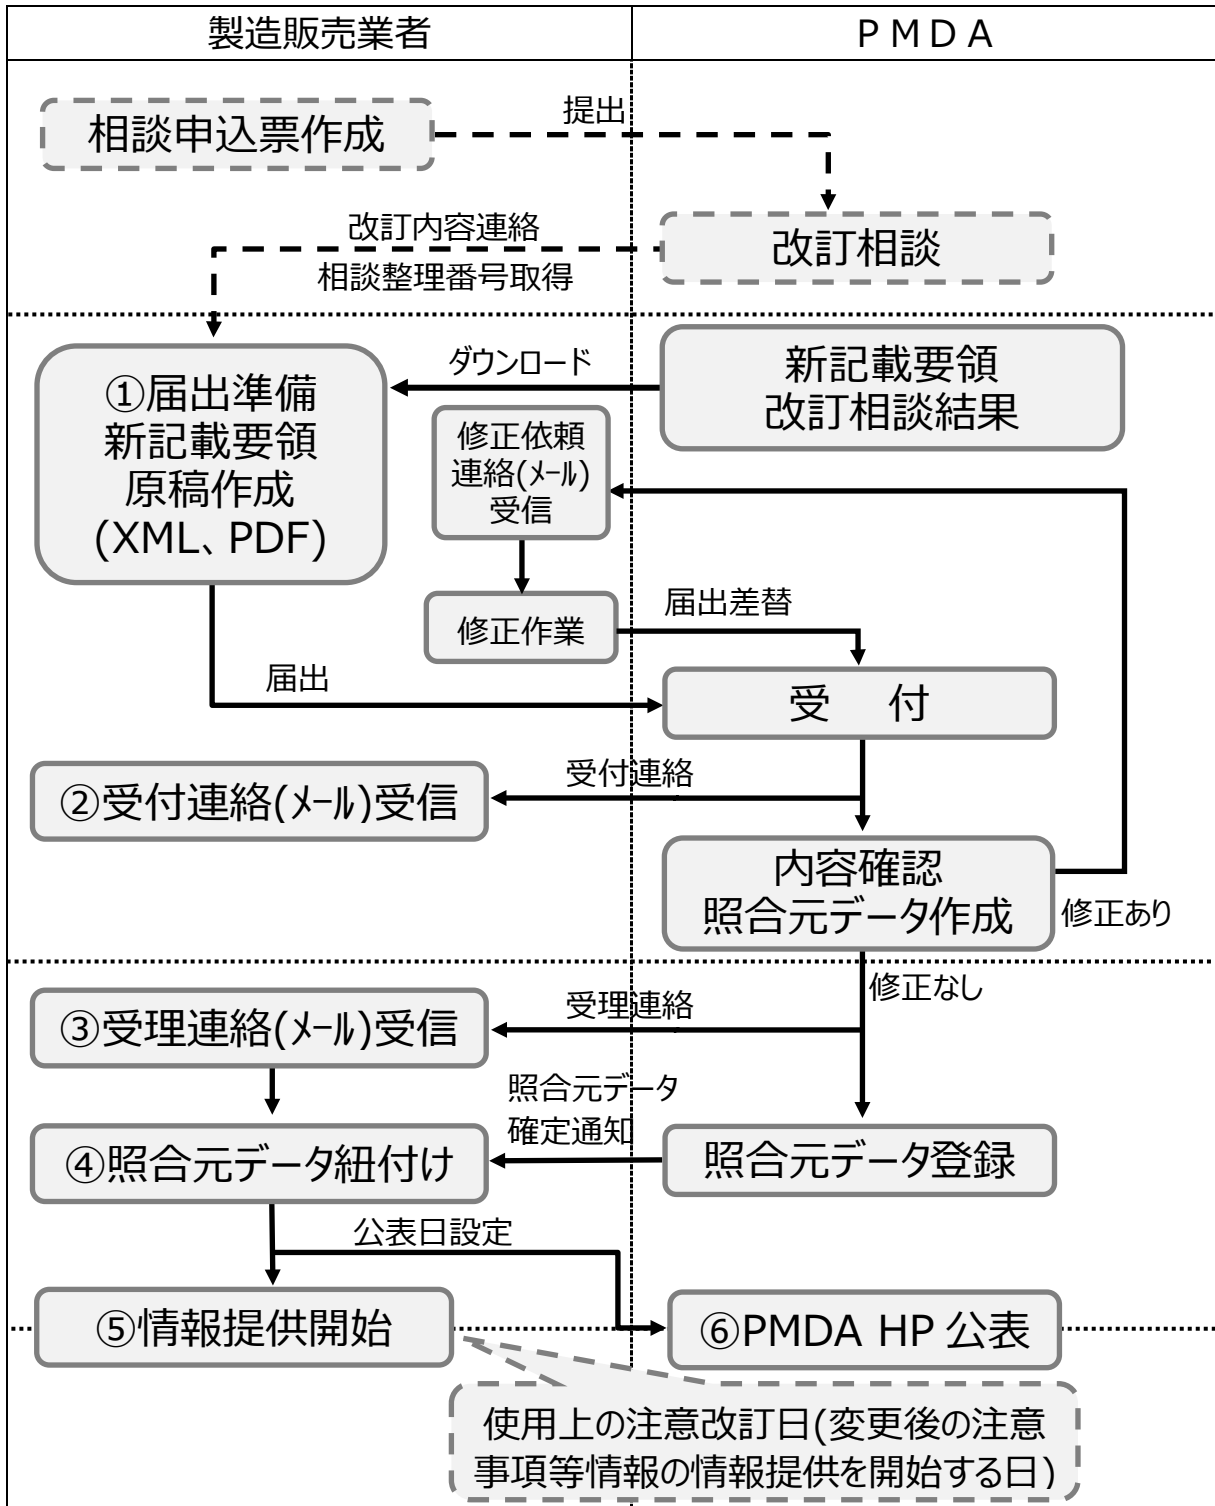 製造販売業者
ＰＭＤＡ
相談申込票作成
提出
改訂内容連絡
相談整理番号取得
改訂相談
①届出準備
新記載要領
原稿作成
(XML、PDF)
ダウンロード
新記載要領
改訂相談結果
修正依頼
連絡(ﾒｰﾙ)
受信
修正作業
届出差替
届出
受　付
②受付連絡(ﾒｰﾙ)受信
受付連絡
内容確認
照合元データ作成
修正あり
修正なし
③受理連絡(ﾒｰﾙ)受信
受理連絡
照合元データ
確定通知
④照合元データ紐付け
照合元データ登録
公表日設定
⑤情報提供開始
⑥PMDA HP 公表
使用上の注意改訂日(変更後の注意
事項等情報の情報提供を開始する日)